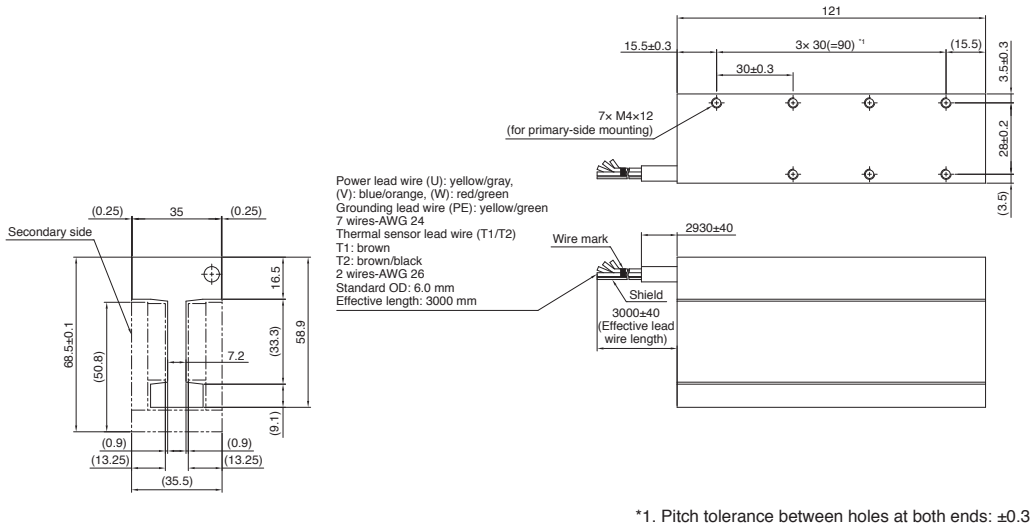 121
15.5±0.3
3× 30(=90) *1
(15.5)
30±0.3
3.5±0.3
28±0.2
(3.5)
7× M4×12
(for primary-side mounting)
Power lead wire (U): yellow/gray,
(V): blue/orange, (W): red/green
Grounding lead wire (PE): yellow/green
7 wires-AWG 24
Thermal sensor lead wire (T1/T2)
T1: brown
T2: brown/black
2 wires-AWG 26
Standard OD: 6.0 mm
Effective length: 3000 mm
Wire mark
2930±40
Shield
3000±40
(Effective lead
wire length)
(0.25)
35
(0.25)
Secondary side
16.5
68.5±0.1
(50.8)
7.2
(33.3)
58.9
(9.1)
(0.9)
(0.9)
(13.25)
(13.25)
(35.5)
*1. Pitch tolerance between holes at both ends: ±0.3